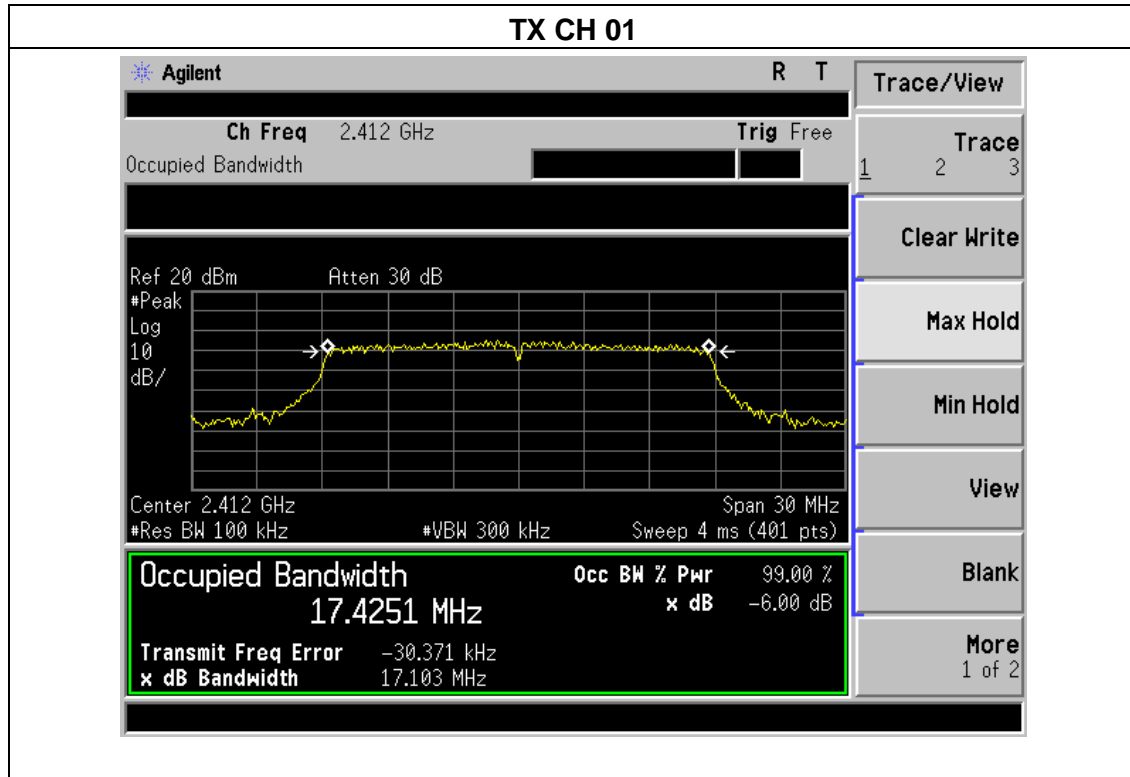 TX CH 01
Agilent R T
Trace/View
Ch Freq 2.412 GHz Trig Free
Occupied Bandwidth
Trace
1 2 3
Clear Write
Ref 20 dBm Atten 30 dB
#Peak
Log
10
dB/
Max Hold
Min Hold
View
Center 2.412 GHz Span 30 MHz
#Res BW 100 kHz #VBW 300 kHz Sweep 4 ms (401 pts)
Occupied Bandwidth Occ BW % Pwr 99.00 %
17.4251 MHz x dB -6.00 dB
Blank
Transmit Freq Error -30.371 kHz
x dB Bandwidth 17.103 MHz
More
1 of 2